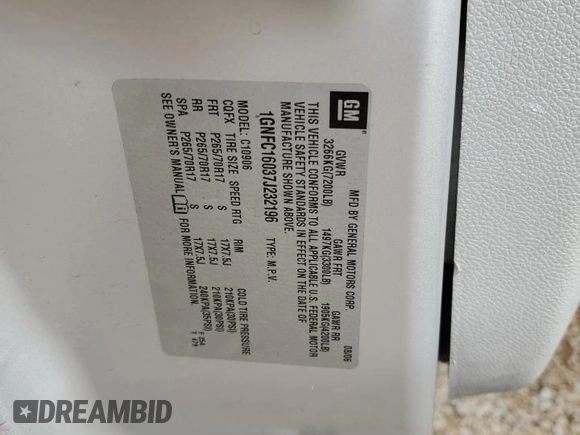 GM
MFD BY GENERAL MOTORS CORP 08/06
GVWR GAWR FRT GAWR RR
3266KG(7200LB) 1497KG(3300LB) 1905KG(4200LB)
THIS VEHICLE CONFORMS TO ALL APPLICABLE U.S. FEDERAL MOTOR
VEHICLE SAFETY STANDARDS IN EFFECT ON THE DATE OF
MANUFACTURE SHOWN ABOVE.
1GNFC16037J232196 TYPE: M.P.V.
MODEL: C10906
CQFX TIRE SIZE SPEED RTG RIM COLD TIRE PRESSURE
FRT P265/70R17 S 17X7.5J 210KPA(30PSI)
RR P265/70R17 S 17X7.5J 210KPA(30PSI)
SPA P265/70R17 S 17X7.5J 240KPA(35PSI)
SEE OWNER'S MANUAL FOR MORE INFORMATION.
DREAMBID